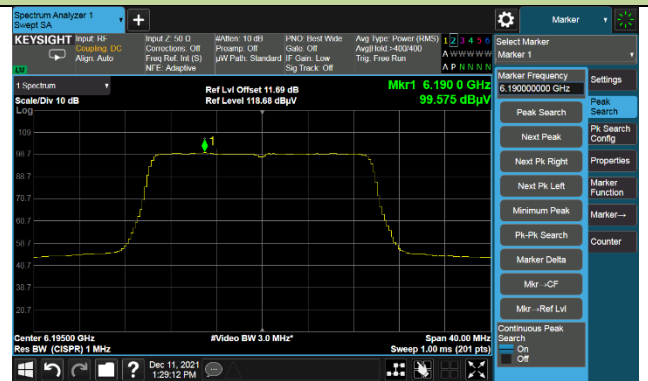 Spectrum Analyzer 1
Swept SA
+
Marker
KEYSIGHT
Input: RF
Coupling: DC
Align: Auto
Input Z: 50 Ω
Corrections: Off
Freq Ref: Int (S)
NFE: Adaptive
#Atten: 10 dB
Preamp: Off
µW Path: Standard
PNO: Best Wide
Gate: Off
IF Gain: Low
Sig Track: Off
Avg Type: Power (RMS)
Avg|Hold:>400/400
Trig: Free Run
1 2 3 4 5 6
A W W W W W
A P N N N N
LXI
Select Marker
Marker 1
1 Spectrum
Scale/Div 10 dB
Log
Ref Lvl Offset 11.69 dB
Ref Level 118.68 dBµV
Mkr1 6.190 0 GHz
99.575 dBµV
Marker Frequency
6.190000000 GHz
Settings
Peak Search
Next Peak
Next Pk Right
Next Pk Left
Minimum Peak
Pk-Pk Search
Marker Delta
Mkr→CF
Mkr→Ref Lvl
Continuous Peak
Search
On
Off
Peak
Search
Pk Search
Config
Properties
Marker
Function
Marker→
Counter
1
109
98.7
88.7
78.7
68.7
58.7
48.7
38.7
28.7
Center 6.19500 GHz
Res BW (CISPR) 1 MHz
#Video BW 3.0 MHz*
Span 40.00 MHz
Sweep 1.00 ms (201 pts)
?
Dec 11, 2021
1:29:12 PM